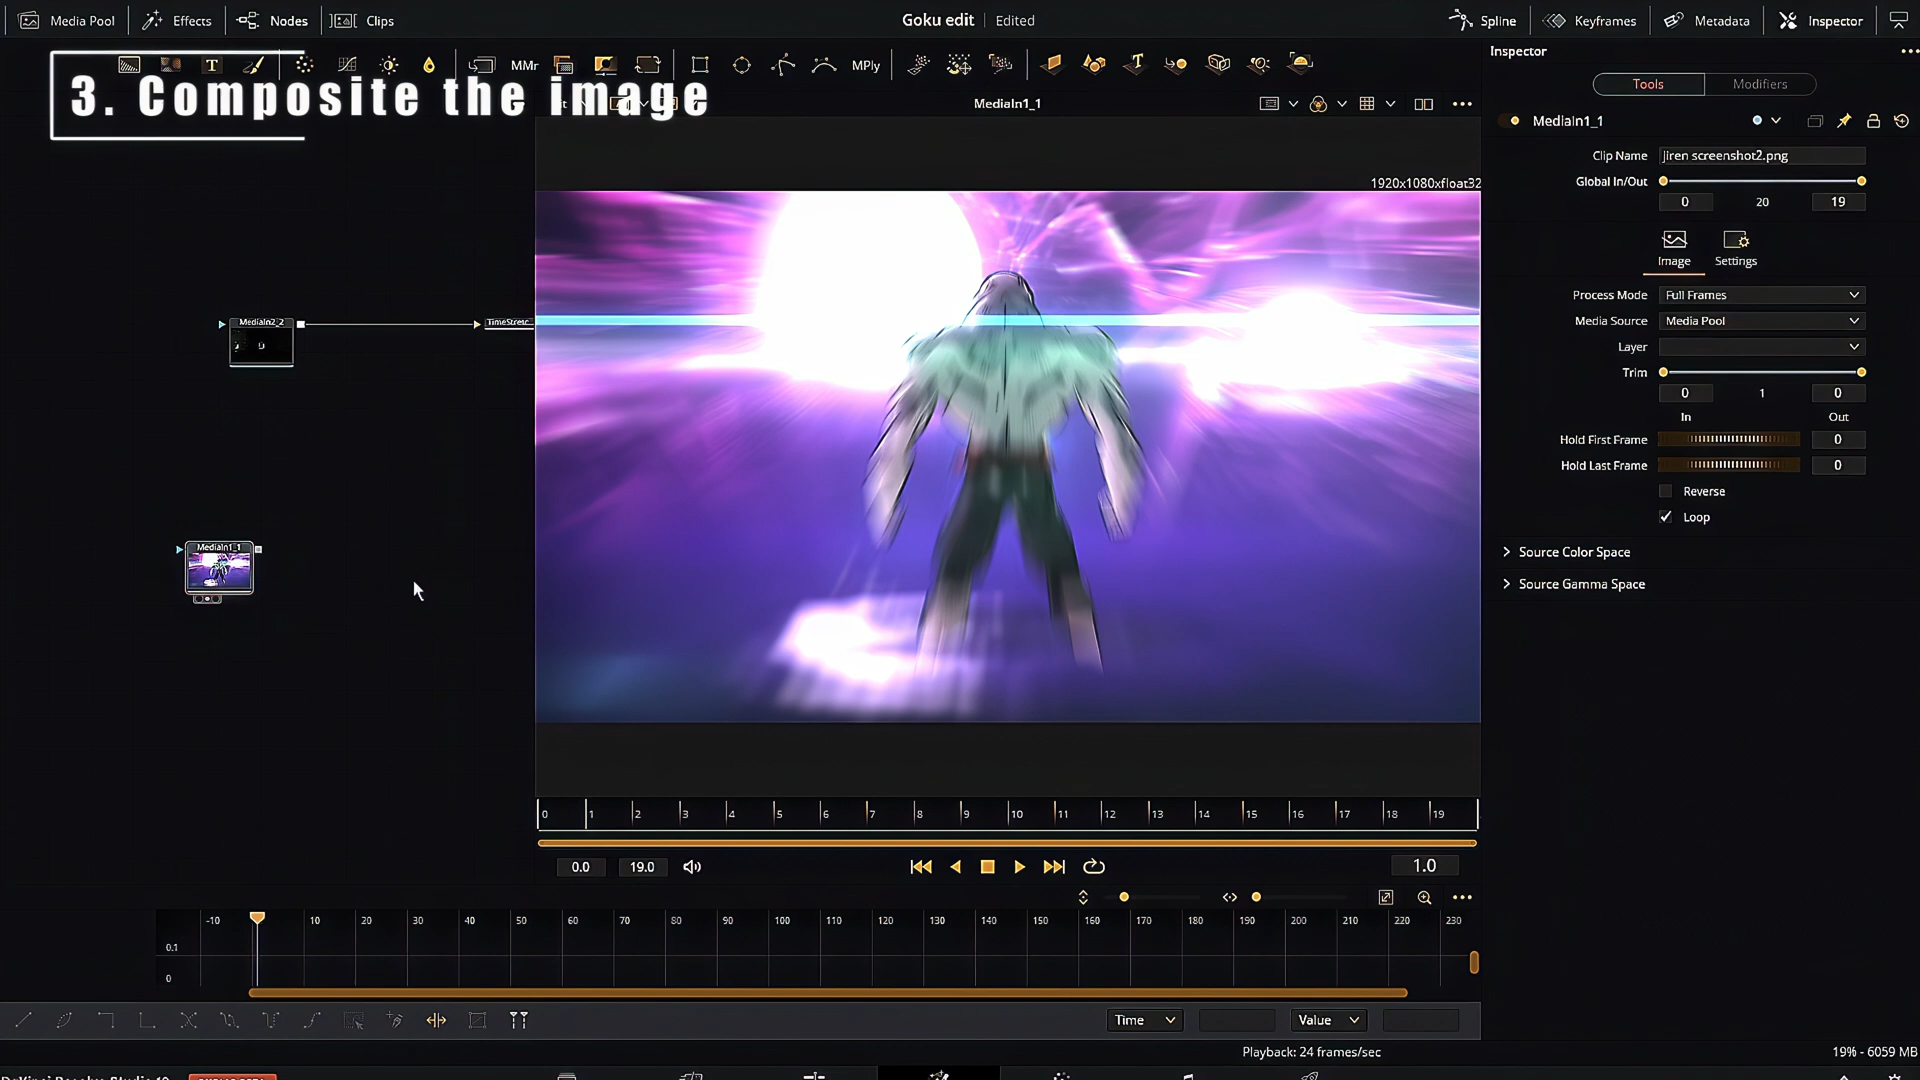 Media Pool
Effects
Nodes
Clips
Goku edit
Edited
Spline
Keyframes
Metadata
Inspector
Inspector
T
MMr
MPly
3. Composite the image
MediaIn1_1
Tools
Modifiers
MediaIn1_1
Clip Name
Jiren screenshot2.png
1920x1080xfloat32
Global In/Out
0
20
19
Image
Settings
Process Mode
Full Frames
Media Source
Media Pool
Layer
Trim
0
1
0
In
Out
Hold First Frame
0
Hold Last Frame
0
Reverse
Loop
Source Color Space
Source Gamma Space
MediaIn2_2
TimeStretc...
MediaIn1_1
0 1 2 3 4 5 6 7 8 9 10 11 12 13 14 15 16 17 18 19
0.0
19.0
1.0
-10 10 20 30 40 50 60 70 80 90 100 110 120 130 140 150 160 170 180 190 200 210 220 230
0.1
0
Time
Value
Playback: 24 frames/sec
19% - 6059 MB